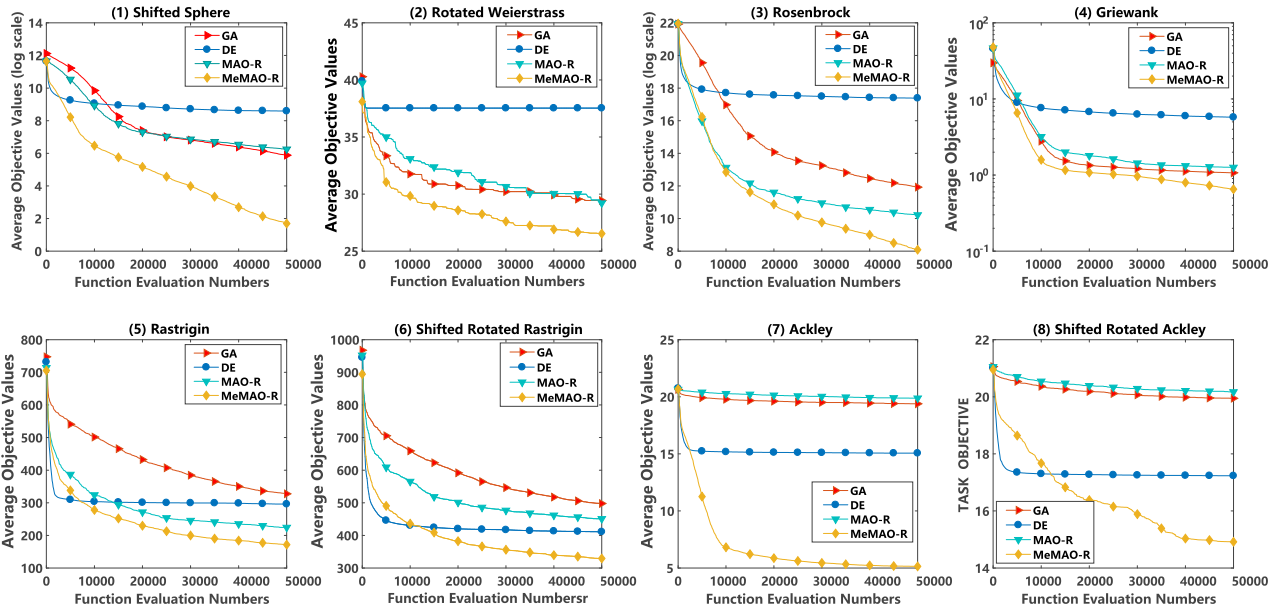 (1) Shifted Sphere
Average Objective Values (log scale)
14
12
10
8
6
4
2
0
GA
DE
MAO-R
MeMAO-R
0 10000 20000 30000 40000 50000
Function Evaluation Numbers
(2) Rotated Weierstrass
Average Objective Values
45
40
35
30
25
GA
DE
MAO-R
MeMAO-R
0 10000 20000 30000 40000 50000
Function Evaluation Numbers
(3) Rosenbrock
Average Objective Values (log scale)
22
20
18
16
14
12
10
8
GA
DE
MAO-R
MeMAO-R
0 10000 20000 30000 40000 50000
Function Evaluation Numbers
(4) Griewank
Average Objective Values
10^2
10^1
10^0
10^-1
GA
DE
MAO-R
MeMAO-R
0 10000 20000 30000 40000 50000
Function Evaluation Numbers
(5) Rastrigin
Average Objective Values
800
700
600
500
400
300
200
100
GA
DE
MAO-R
MeMAO-R
0 10000 20000 30000 40000 50000
Function Evaluation Numbers
(6) Shifted Rotated Rastrigin
Average Objective Values
1000
900
800
700
600
500
400
300
GA
DE
MAO-R
MeMAO-R
0 10000 20000 30000 40000 50000
Function Evaluation Numbersr
(7) Ackley
Average Objective Values
25
20
15
10
5
GA
DE
MAO-R
MeMAO-R
0 10000 20000 30000 40000 50000
Function Evaluation Numbers
(8) Shifted Rotated Ackley
TASK OBJECTIVE
22
20
18
16
14
GA
DE
MAO-R
MeMAO-R
0 10000 20000 30000 40000 50000
Function Evaluation Numbers